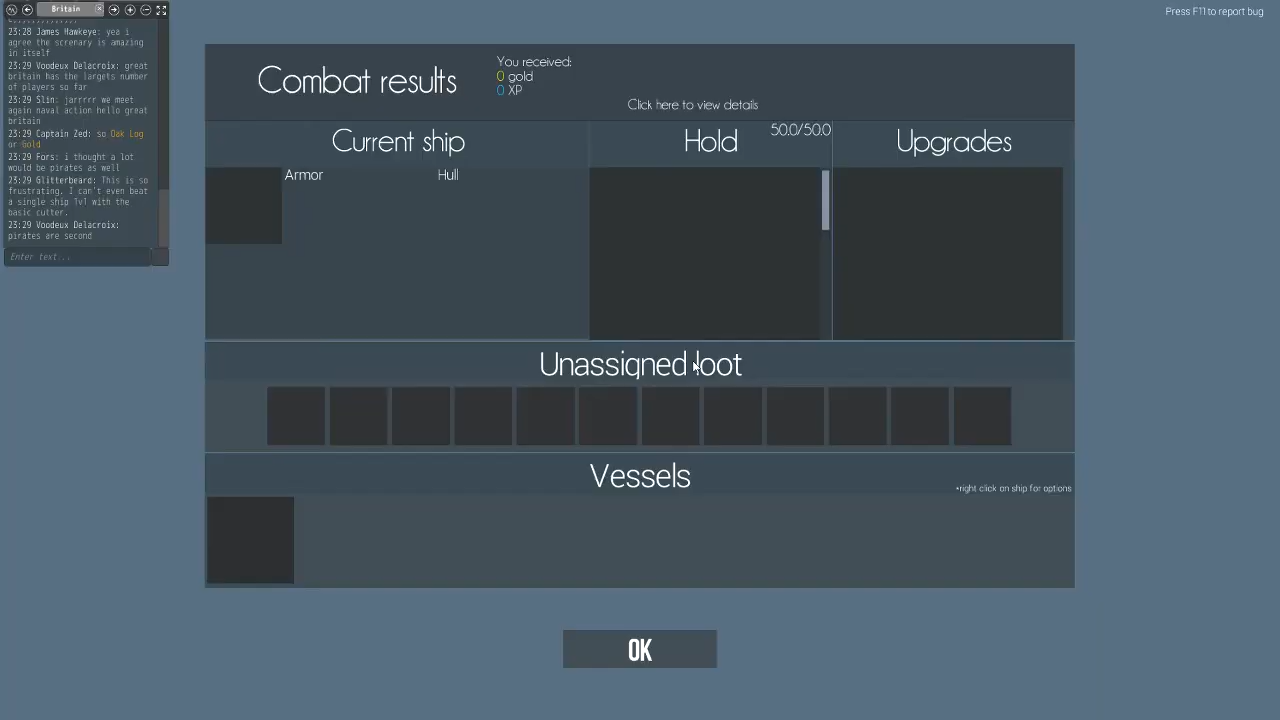 Britain
Press F11 to report bug
23:28 James Hawkeye: yea i
agree the screnary is amazing
in itself
23:29 Voodeux Delacroix: great
britain has the largets number
of players so far
23:29 Slin: jarrrrr we meet
again naval action hello great
britain
23:29 Captain Zed: so Oak Log
or Gold
23:29 Fors: i thought a lot
would be pirates as well
23:29 Glitterbeard: This is so
frustrating. I can't even beat
a single ship 1v1 with the
basic cutter.
23:29 Voodeux Delacroix:
pirates are second
Enter text...
Combat results
You received:
0 gold
0 XP
Click here to view details
Current ship
Hold
50.0/50.0
Upgrades
Armor
Hull
Unassigned loot
Vessels
•right click on ship for options
OK